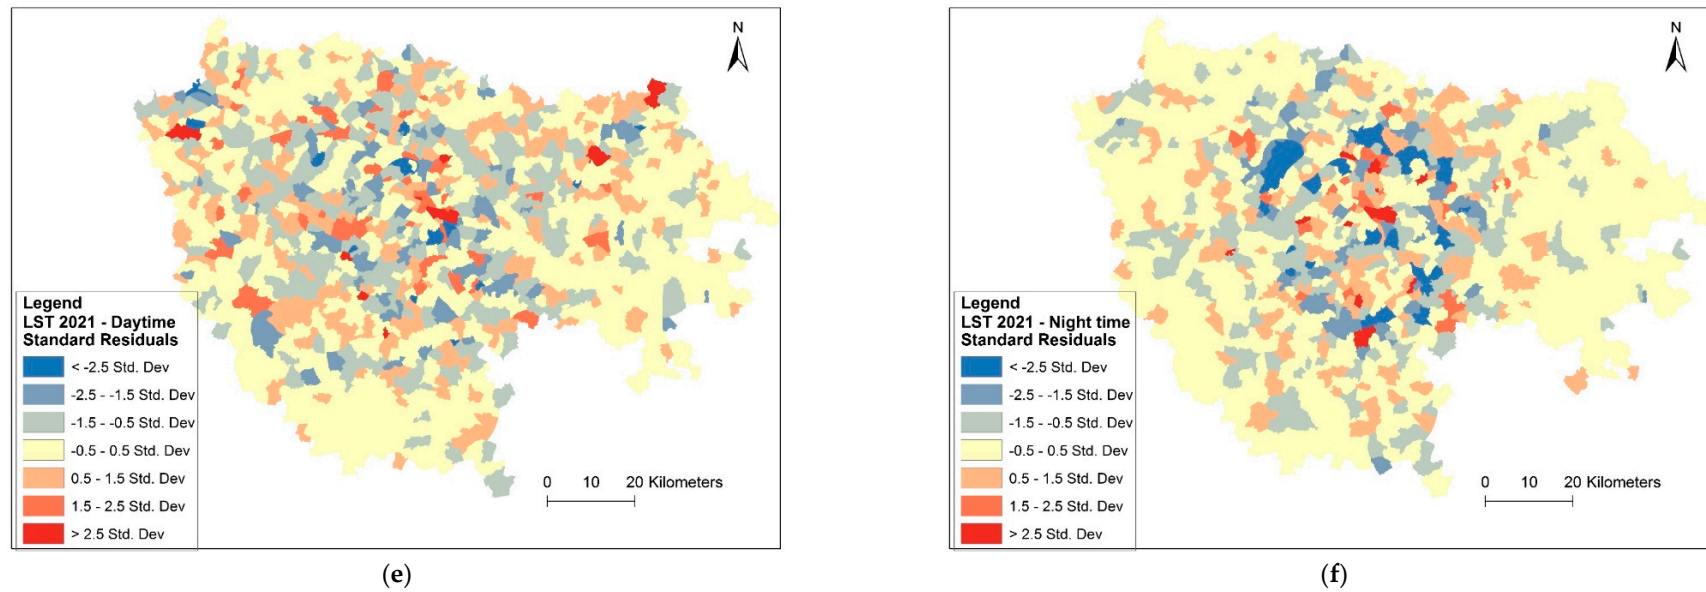 N
Legend
LST 2021 - Daytime
Standard Residuals
< -2.5 Std. Dev
-2.5 - -1.5 Std. Dev
-1.5 - -0.5 Std. Dev
-0.5 - 0.5 Std. Dev
0.5 - 1.5 Std. Dev
1.5 - 2.5 Std. Dev
> 2.5 Std. Dev
0 10 20 Kilometers
(e)
N
Legend
LST 2021 - Night time
Standard Residuals
< -2.5 Std. Dev
-2.5 - -1.5 Std. Dev
-1.5 - -0.5 Std. Dev
-0.5 - 0.5 Std. Dev
0.5 - 1.5 Std. Dev
1.5 - 2.5 Std. Dev
> 2.5 Std. Dev
0 10 20 Kilometers
(f)